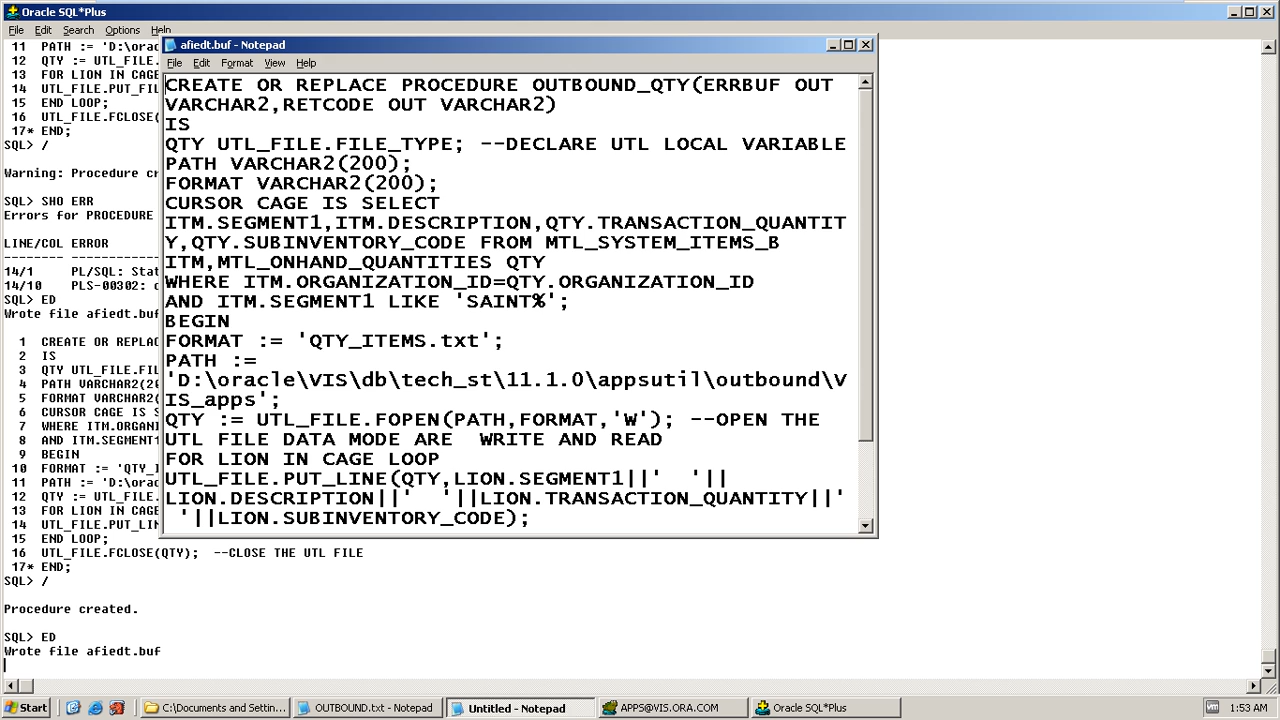 Oracle SQL*Plus
File Edit Search Options Help
11 PATH := 'D:\orac
12 QTY := UTL_FILE.
13 FOR LION IN CAGE
14 UTL_FILE.PUT_FIL
15 END LOOP;
16 UTL_FILE.FCLOSE(
17* END;
SQL> /
Warning: Procedure cr
SQL> SHO ERR
Errors for PROCEDURE
LINE/COL ERROR
-------- ----------
14/1 PL/SQL: Stat
14/10 PLS-00302: c
SQL> ED
Wrote file afiedt.buf
1 CREATE OR REPLAC
2 IS
3 QTY UTL_FILE.FIL
4 PATH VARCHAR2(20
5 FORMAT VARCHAR2(
6 CURSOR CAGE IS S
7 WHERE ITM.ORGANI
8 AND ITM.SEGMENT1
9 BEGIN
10 FORMAT := 'QTY_I
11 PATH := 'D:\orac
12 QTY := UTL_FILE.
13 FOR LION IN CAGE
14 UTL_FILE.PUT_LIN
15 END LOOP;
16 UTL_FILE.FCLOSE(QTY); --CLOSE THE UTL FILE
17* END;
SQL> /
Procedure created.
SQL> ED
Wrote file afiedt.buf
afiedt.buf - Notepad
File Edit Format View Help
CREATE OR REPLACE PROCEDURE OUTBOUND_QTY(ERRBUF OUT
VARCHAR2,RETCODE OUT VARCHAR2)
IS
QTY UTL_FILE.FILE_TYPE; --DECLARE UTL LOCAL VARIABLE
PATH VARCHAR2(200);
FORMAT VARCHAR2(200);
CURSOR CAGE IS SELECT
ITM.SEGMENT1,ITM.DESCRIPTION,QTY.TRANSACTION_QUANTIT
Y,QTY.SUBINVENTORY_CODE FROM MTL_SYSTEM_ITEMS_B
ITM,MTL_ONHAND_QUANTITIES QTY
WHERE ITM.ORGANIZATION_ID=QTY.ORGANIZATION_ID
AND ITM.SEGMENT1 LIKE 'SAINT%';
BEGIN
FORMAT := 'QTY_ITEMS.txt';
PATH :=
'D:\oracle\VIS\db\tech_st\11.1.0\appsutil\outbound\V
IS_apps';
QTY := UTL_FILE.FOPEN(PATH,FORMAT,'W'); --OPEN THE
UTL FILE DATA MODE ARE  WRITE AND READ
FOR LION IN CAGE LOOP
UTL_FILE.PUT_LINE(QTY,LION.SEGMENT1||'  '||
LION.DESCRIPTION||'  '||LION.TRANSACTION_QUANTITY||'
 '||LION.SUBINVENTORY_CODE);
Start C:\Documents and Settin... OUTBOUND.txt - Notepad Untitled - Notepad APPS@VIS.ORA.COM Oracle SQL*Plus 1:53 AM